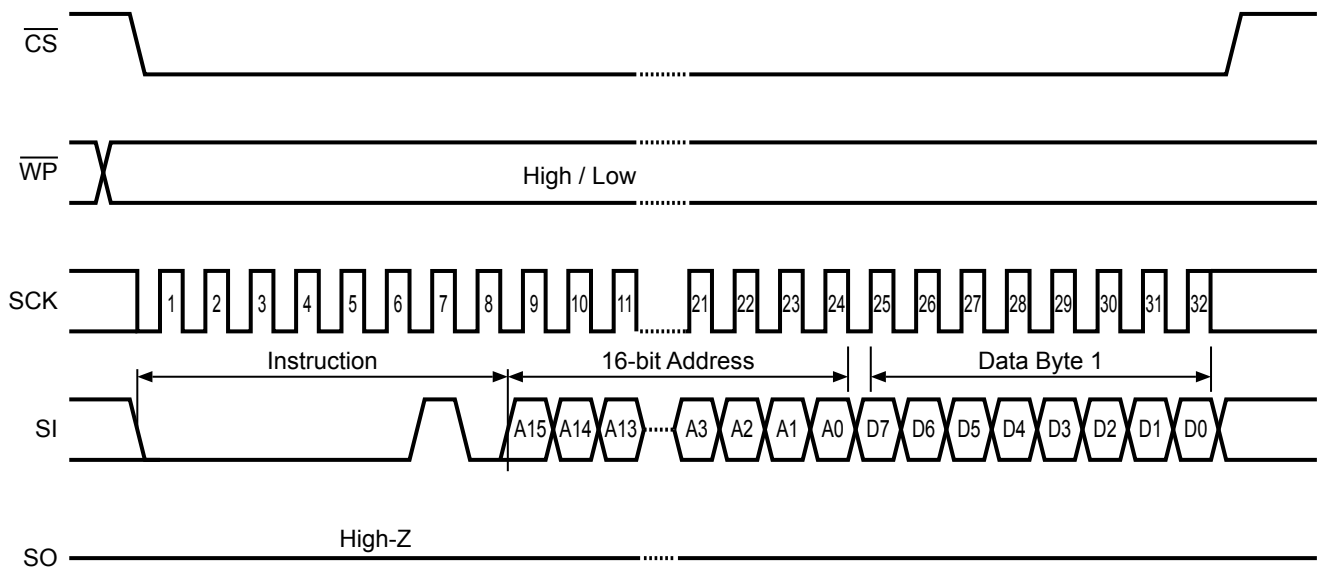 CS
WP
High / Low
SCK 1 2 3 4 5 6 7 8 9 10 11 21 22 23 24 25 26 27 28 29 30 31 32
Instruction 16-bit Address Data Byte 1
SI A15 A14 A13 A3 A2 A1 A0 D7 D6 D5 D4 D3 D2 D1 D0
High-Z
SO